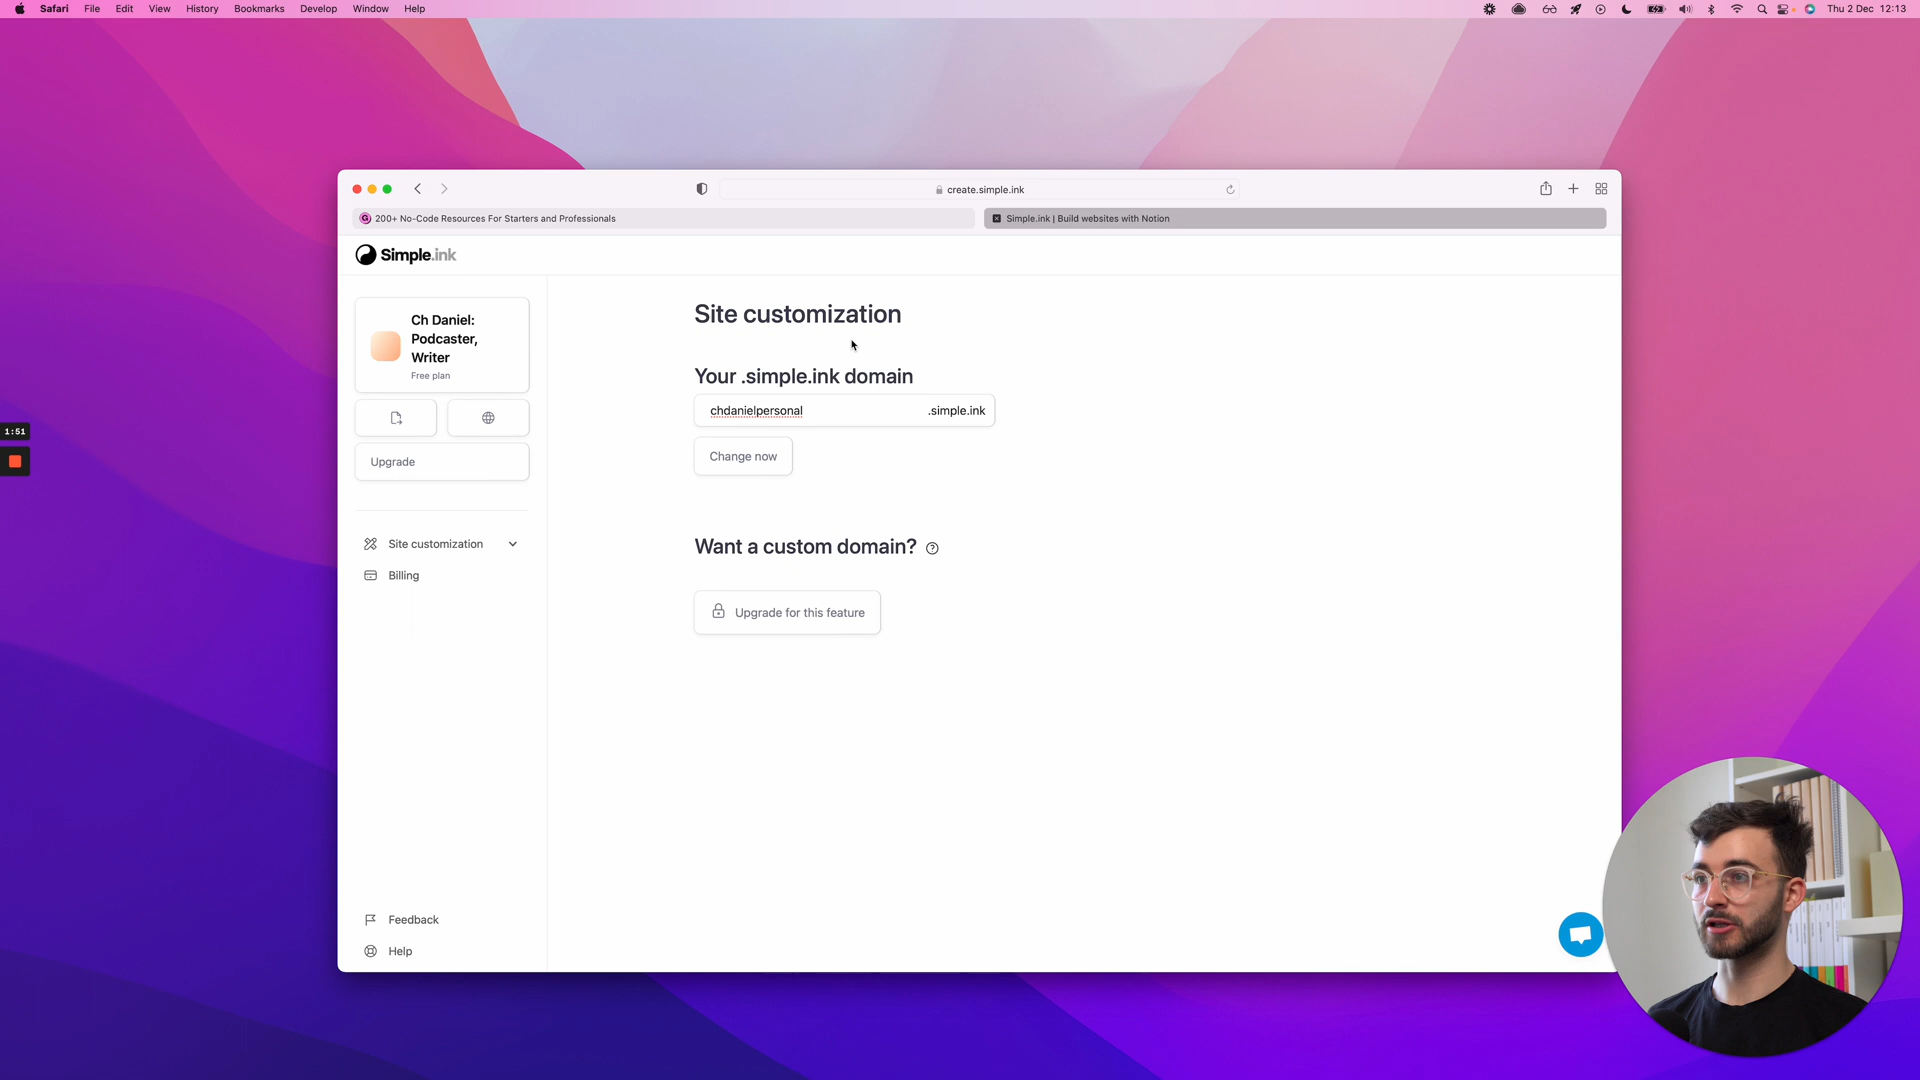 Safari File Edit View History Bookmarks Develop Window Help
Thu 2 Dec 12:13
create.simple.ink
200+ No-Code Resources For Starters and Professionals
Simple.ink | Build websites with Notion
Simple.ink
Ch Daniel:
Podcaster,
Writer
Free plan
Upgrade
Site customization
Billing
Feedback
Help
Site customization
Your .simple.ink domain
chdanielpersonal .simple.ink
Change now
Want a custom domain?
Upgrade for this feature
1:51